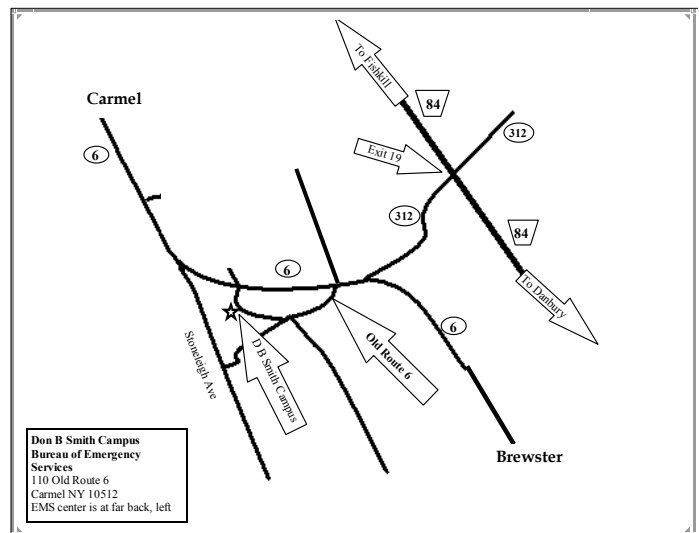 To Fishkill
84
Carmel
312
6
Exit 19
312
84
6
To Danbury
6
Old Route 6
D B Smith Campus
Stoneleigh Ave
Don B Smith Campus
Bureau of Emergency
Services
110 Old Route 6
Carmel NY 10512
EMS center is at far back, left
Brewster